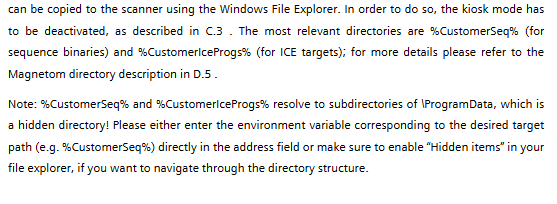 can be copied to the scanner using the Windows File Explorer. In order to do so, the kiosk mode has
to be deactivated, as described in C.3 . The most relevant directories are %CustomerSeq% (for
sequence binaries) and %CustomerIceProgs% (for ICE targets); for more details please refer to the
Magnetom directory description in D.5 .
Note: %CustomerSeq% and %CustomerIceProgs% resolve to subdirectories of \ProgramData, which is
a hidden directory! Please either enter the environment variable corresponding to the desired target
path (e.g. %CustomerSeq%) directly in the address field or make sure to enable “Hidden items” in your
file explorer, if you want to navigate through the directory structure.